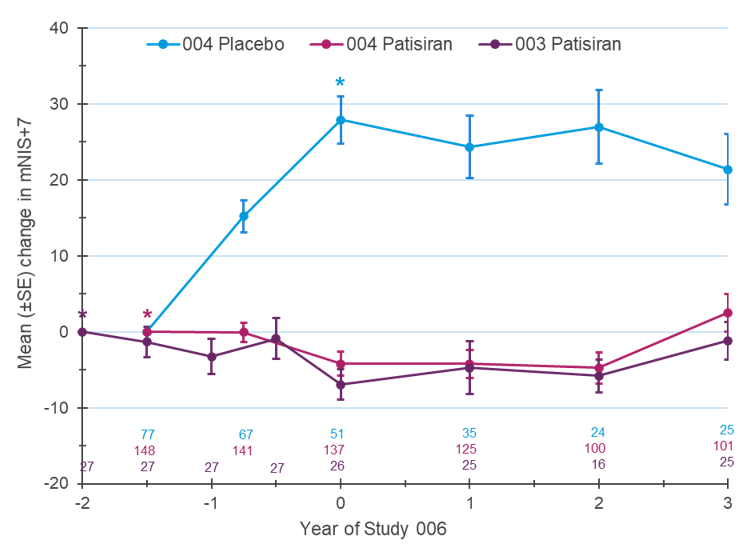 40
004 Placebo 004 Patisiran 003 Patisiran
*
30
20
10
* *
0
-10
77 67 51 35 24 25
148 141 137 125 100 101
27 27 27 27 26 25 16 25
-20
-2 -1 0 1 2 3
Year of Study 006
Mean (±SE) change in mNIS+7